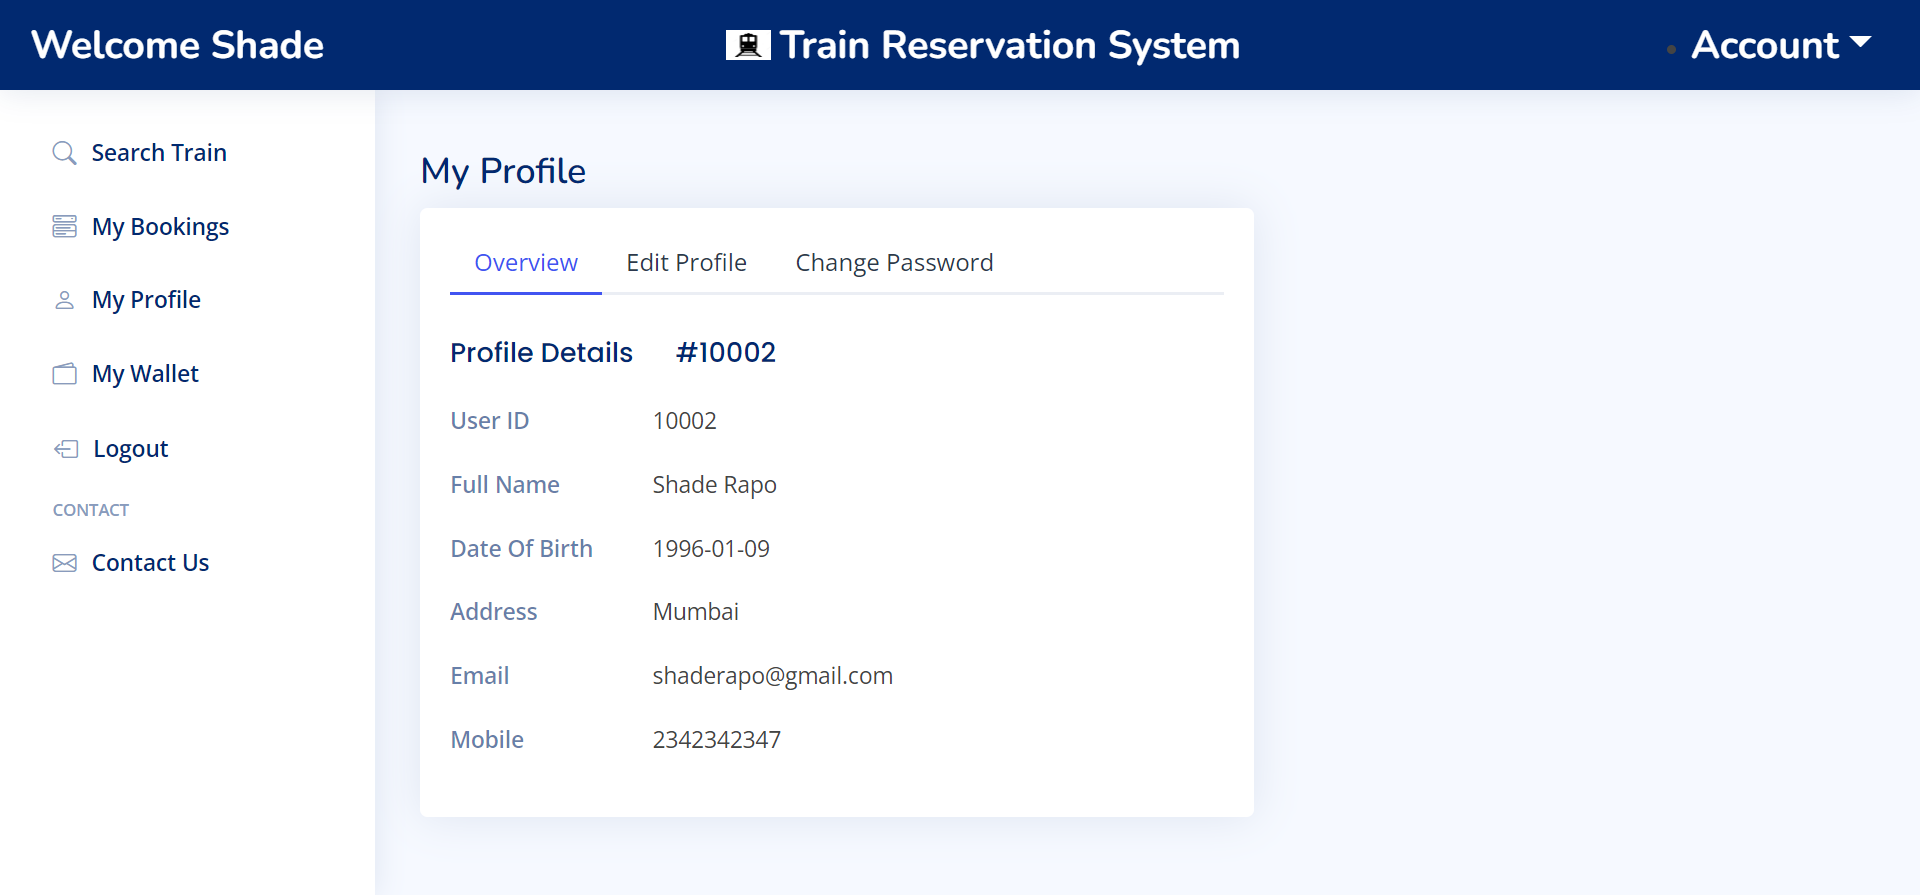 Welcome Shade
Train Reservation System
Account
Search Train
My Bookings
My Profile
My Wallet
Logout
CONTACT
Contact Us
My Profile
Overview Edit Profile Change Password
Profile Details #10002
User ID 10002
Full Name Shade Rapo
Date Of Birth 1996-01-09
Address Mumbai
Email shaderapo@gmail.com
Mobile 2342342347